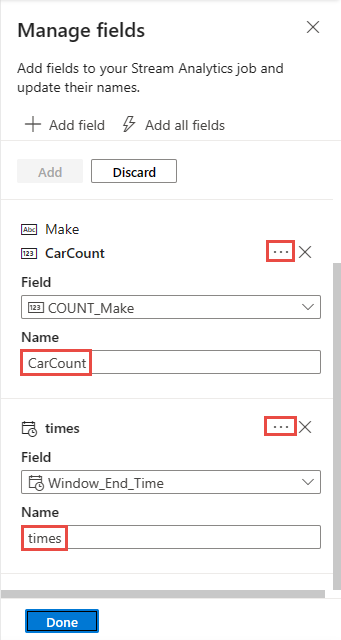 Manage fields
Add fields to your Stream Analytics job and
update their names.
Add field Add all fields
Add Discard
Abc Make
123 CarCount ...
Field
123 COUNT_Make
Name
CarCount
times ...
Field
Window_End_Time
Name
times
Done